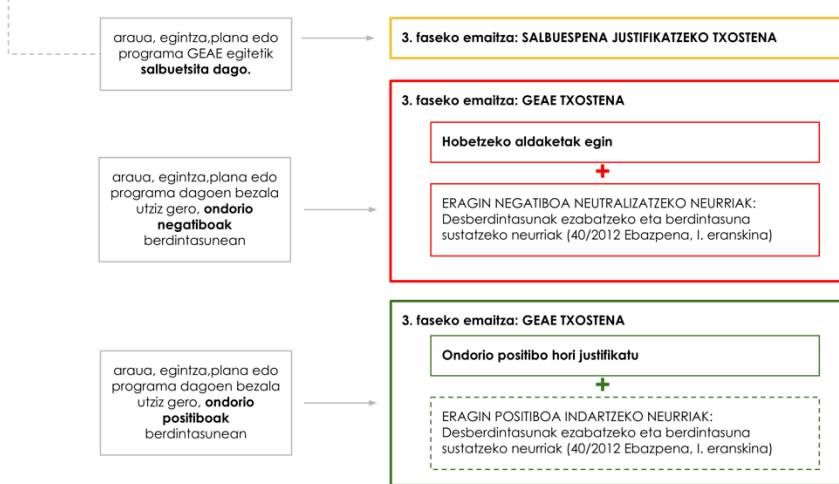 araua, egintza,plana edo
programa GEAE egitetik
salbuetsita dago.
3. faseko emaitza: SALBUESPENA JUSTIFIKATZEKO TXOSTENA
araua, egintza,plana edo
programa dagoen bezala
utziz gero, ondorio
negatiboak
berdintasunean
3. faseko emaitza: GEAE TXOSTENA
Hobetzeko aldaketak egin
+
ERAGIN NEGATIBOA NEUTRALIZATZEKO NEURRIAK:
Desberdintasunak ezabatzeko eta berdintasuna
sustatzeko neurriak (40/2012 Ebazpena, I. eranskina)
araua, egintza,plana edo
programa dagoen bezala
utziz gero, ondorio
positiboak
berdintasunean
3. faseko emaitza: GEAE TXOSTENA
Ondorio positibo hori justifikatu
+
ERAGIN POSITIBOA INDARTZEKO NEURRIAK:
Desberdintasunak ezabatzeko eta berdintasuna
sustatzeko neurriak (40/2012 Ebazpena, I. eranskina)